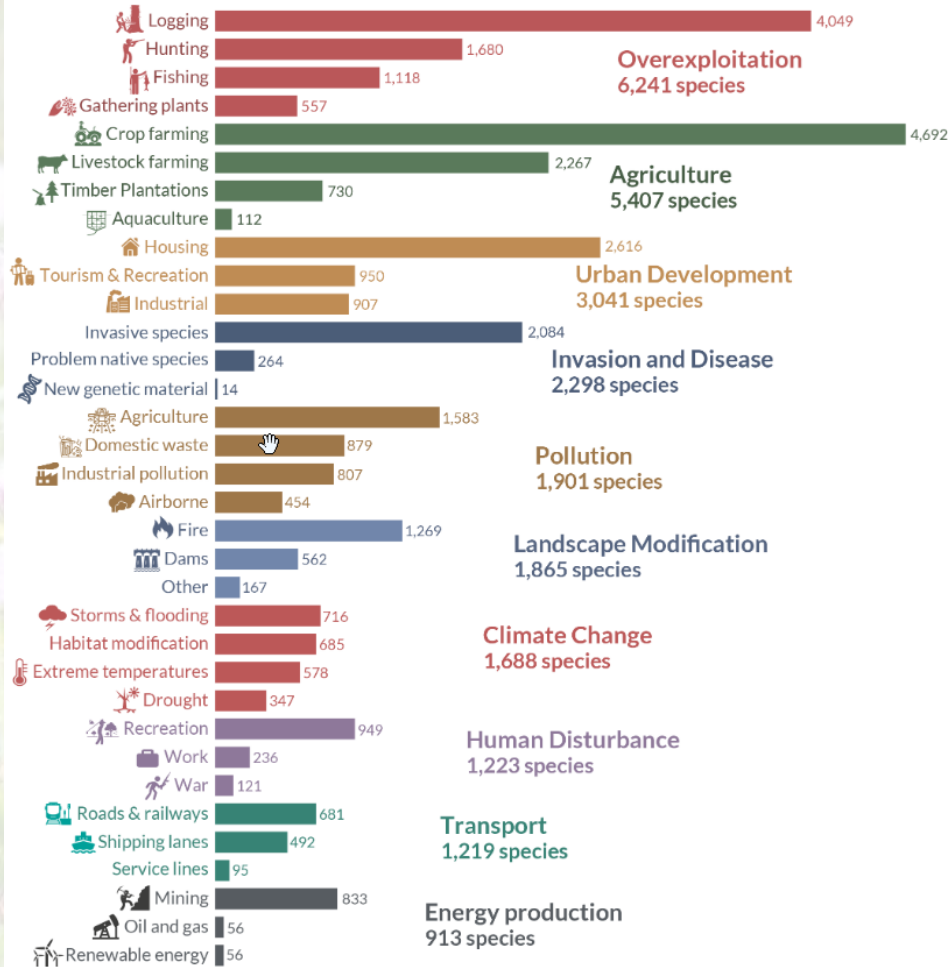 Logging 4,049
Hunting 1,680
Overexploitation
Fishing 1,118
6,241 species
Gathering plants 557
Crop farming 4,692
Livestock farming 2,267
Agriculture
Timber Plantations 730
5,407 species
Aquaculture 112
Housing 2,616
Tourism & Recreation 950
Urban Development
Industrial 907
3,041 species
Invasive species 2,084
Problem native species 264
Invasion and Disease
2,298 species
New genetic material 14
Agriculture 1,583
Domestic waste 879
Pollution
Industrial pollution 807
1,901 species
Airborne 454
Fire 1,269
Landscape Modification
Dams 562
1,865 species
Other 167
Storms & flooding 716
Climate Change
Habitat modification 685
1,688 species
Extreme temperatures 578
Drought 347
Recreation 949
Human Disturbance
Work 236
1,223 species
War 121
Roads & railways 681
Transport
Shipping lanes 492
1,219 species
Service lines 95
Mining 833
Energy production
Oil and gas 56
913 species
Renewable energy 56